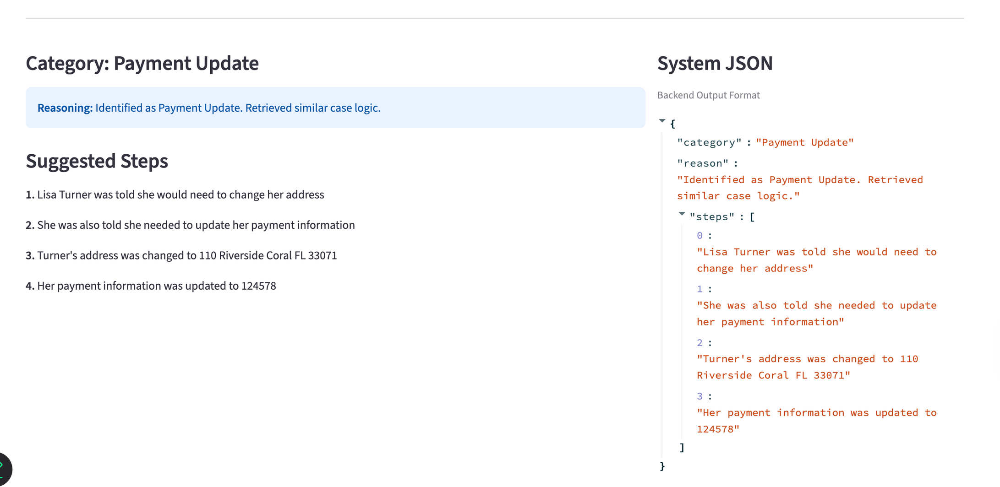 Category: Payment Update
Reasoning: Identified as Payment Update. Retrieved similar case logic.
Suggested Steps
1. Lisa Turner was told she would need to change her address
2. She was also told she needed to update her payment information
3. Turner's address was changed to 110 Riverside Coral FL 33071
4. Her payment information was updated to 124578
System JSON
Backend Output Format
{
"category" : "Payment Update"
"reason" :
"Identified as Payment Update. Retrieved
similar case logic."
"steps" : [
0 :
"Lisa Turner was told she would need to
change her address"
1 :
"She was also told she needed to update
her payment information"
2 :
"Turner's address was changed to 110
Riverside Coral FL 33071"
3 :
"Her payment information was updated to
124578"
]
}